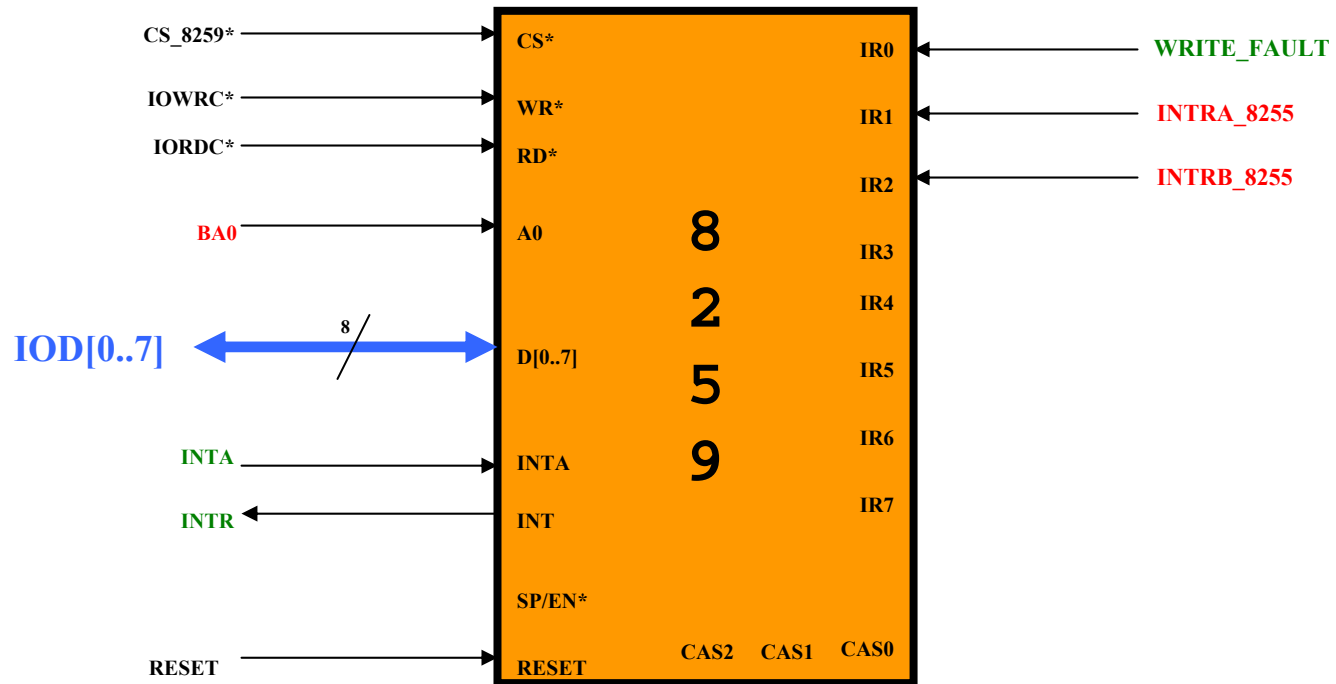 CS_8259*
IOWRC*
IORDC*
BA0
IOD[0..7]
8
INTA
INTR
RESET
CS*
WR*
RD*
A0
D[0..7]
INTA
INT
SP/EN*
RESET
8
2
5
9
CAS2 CAS1 CAS0
IR0
IR1
IR2
IR3
IR4
IR5
IR6
IR7
WRITE_FAULT
INTRA_8255
INTRB_8255